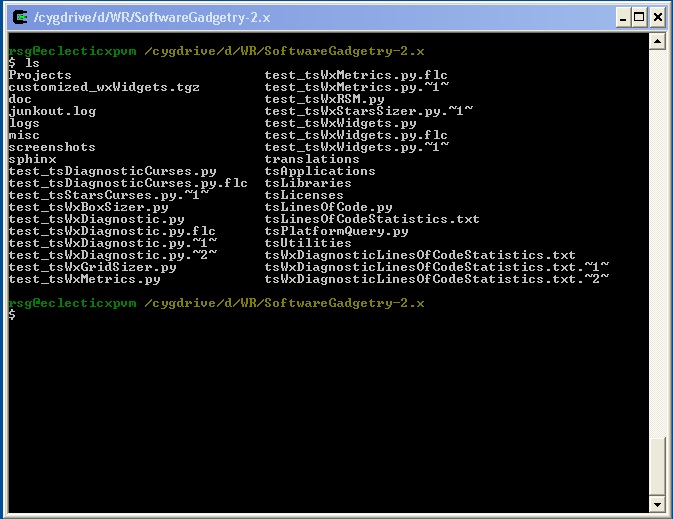 /cygdrive/d/WR/SoftwareGadgetry-2.x
rsg@eclecticxpvm /cygdrive/d/WR/SoftwareGadgetry-2.x
$ ls
Projects test_tsWxMetrics.py.flc
customized_wxWidgets.tgz test_tsWxMetrics.py.~1~
doc test_tsWxRSM.py
junkout.log test_tsWxStarsSizer.py.~1~
logs test_tsWxWidgets.py
misc test_tsWxWidgets.py.flc
screenshots test_tsWxWidgets.py.~1~
sphinx translations
test_tsDiagnosticCurses.py tsApplications
test_tsDiagnosticCurses.py.flc tsLibraries
test_tsStarsCurses.py.~1~ tsLicenses
test_tsWxBoxSizer.py tsLinesOfCode.py
test_tsWxDiagnostic.py tsLinesOfCodeStatistics.txt
test_tsWxDiagnostic.py.flc tsPlatformQuery.py
test_tsWxDiagnostic.py.~1~ tsUtilities
test_tsWxDiagnostic.py.~2~ tsWxDiagnosticLinesOfCodeStatistics.txt
test_tsWxGridSizer.py tsWxDiagnosticLinesOfCodeStatistics.txt.~1~
test_tsWxMetrics.py tsWxDiagnosticLinesOfCodeStatistics.txt.~2~
rsg@eclecticxpvm /cygdrive/d/WR/SoftwareGadgetry-2.x
$